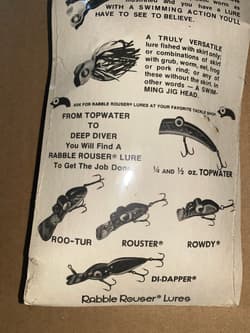 WITH A SWIMMING ACTION YOU'LL
HAVE TO SEE TO BELIEVE.
A TRULY VERSATILE
lure fished with skirt only;
or combinations of skirt
with grub, worm, eel, frog
or pork rind; or any of
these without the skirt, in
other words — A SWIM-
MING JIG HEAD.
ASK FOR RABBLE ROUSER® LURES AT YOUR FAVORITE TACKLE
FROM TOPWATER
TO
DEEP DIVER
You Will Find A
RABBLE ROUSER® LURE
To Get the Job Done
¼ and ½ oz. TOPWATER
ROO-TUR
ROUSTER®
ROWDY®
DI-DAPPER®
Rabble Rouser® Lures